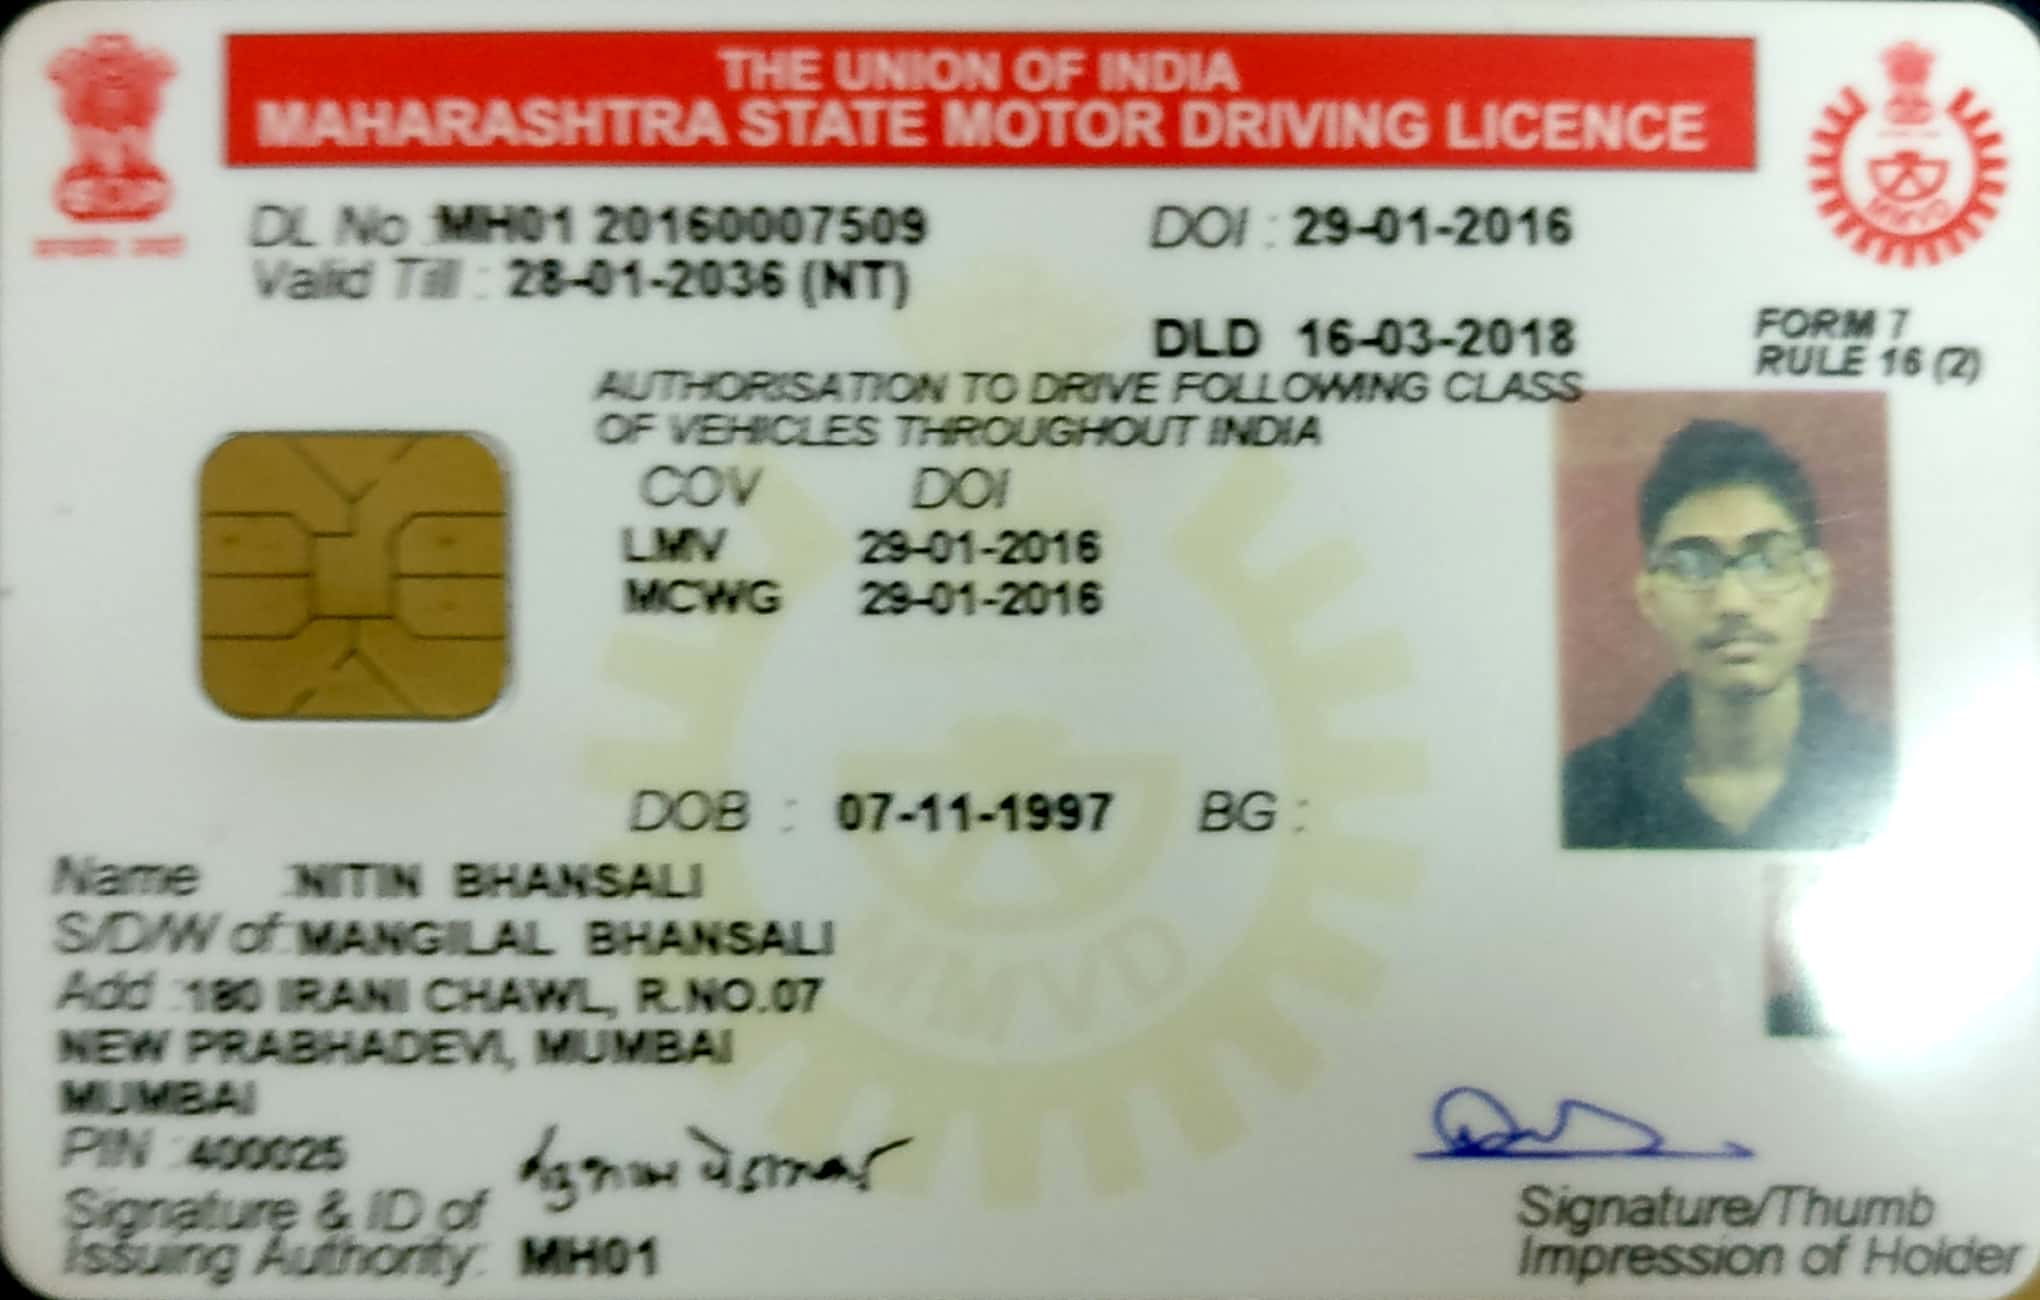 THE UNION OF INDIA
MAHARASHTRA STATE MOTOR DRIVING LICENCE
DL No :MH01 20160007509 DOI : 29-01-2016
Valid Till : 28-01-2036 (NT)
DLD 16-03-2018
FORM 7
RULE 16 (2)
AUTHORISATION TO DRIVE FOLLOWING CLASS
OF VEHICLES THROUGHOUT INDIA
COV DOI
LMV 29-01-2016
MCWG 29-01-2016
DOB : 07-11-1997 BG :
Name :NITIN BHANSALI
S/D/W of:MANGILAL BHANSALI
Add :180 IRANI CHAWL, R.NO.07
NEW PRABHADEVI, MUMBAI
MUMBAI
PIN :400025
Signature & ID of
Issuing Authority: MH01
Signature/Thumb
Impression of Holder
MMVD
MMVD